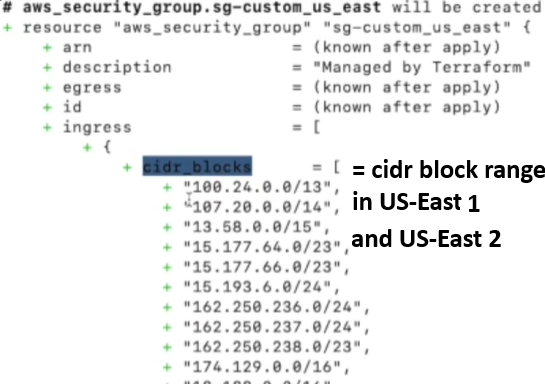 # aws_security_group.sg-custom_us_east will be created
+ resource "aws_security_group" "sg-custom_us_east" {
+ arn = (known after apply)
+ description = "Managed by Terraform"
+ egress = (known after apply)
+ id = (known after apply)
+ ingress = [
+ {
+ cidr_blocks = [ = cidr block range
+ "100.24.0.0/13", in US-East 1
+ "107.20.0.0/14",
+ "13.58.0.0/15", and US-East 2
+ "15.177.64.0/23",
+ "15.177.66.0/23",
+ "15.193.6.0/24",
+ "162.250.236.0/24",
+ "162.250.237.0/24",
+ "162.250.238.0/23",
+ "174.129.0.0/16",